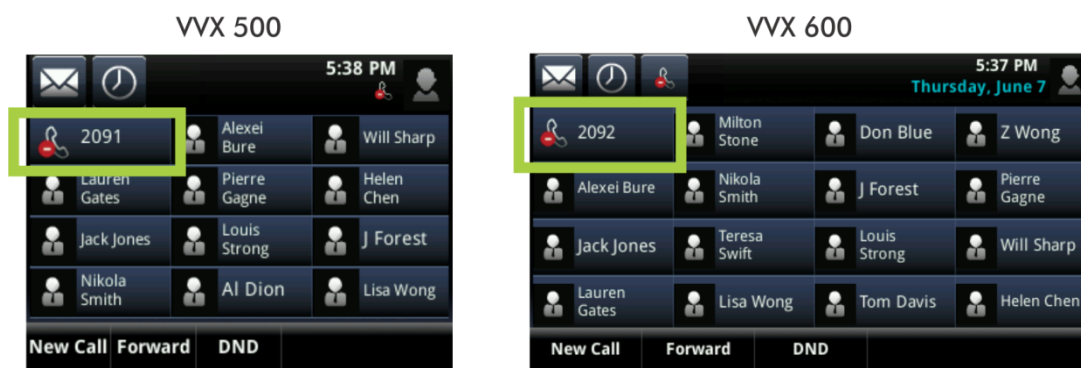 VVX 500
5:38 PM
2091
Alexei
Bure
Will Sharp
Lauren
Gates
Pierre
Gagne
Helen
Chen
Jack Jones
Louis
Strong
J Forest
Nikola
Smith
Al Dion
Lisa Wong
New Call Forward DND
VVX 600
5:37 PM
Thursday, June 7
2092
Milton
Stone
Don Blue
Z Wong
Alexei Bure
Nikola
Smith
J Forest
Pierre
Gagne
Jack Jones
Teresa
Swift
Louis
Strong
Will Sharp
Lauren
Gates
Lisa Wong
Tom Davis
Helen Chen
New Call Forward DND